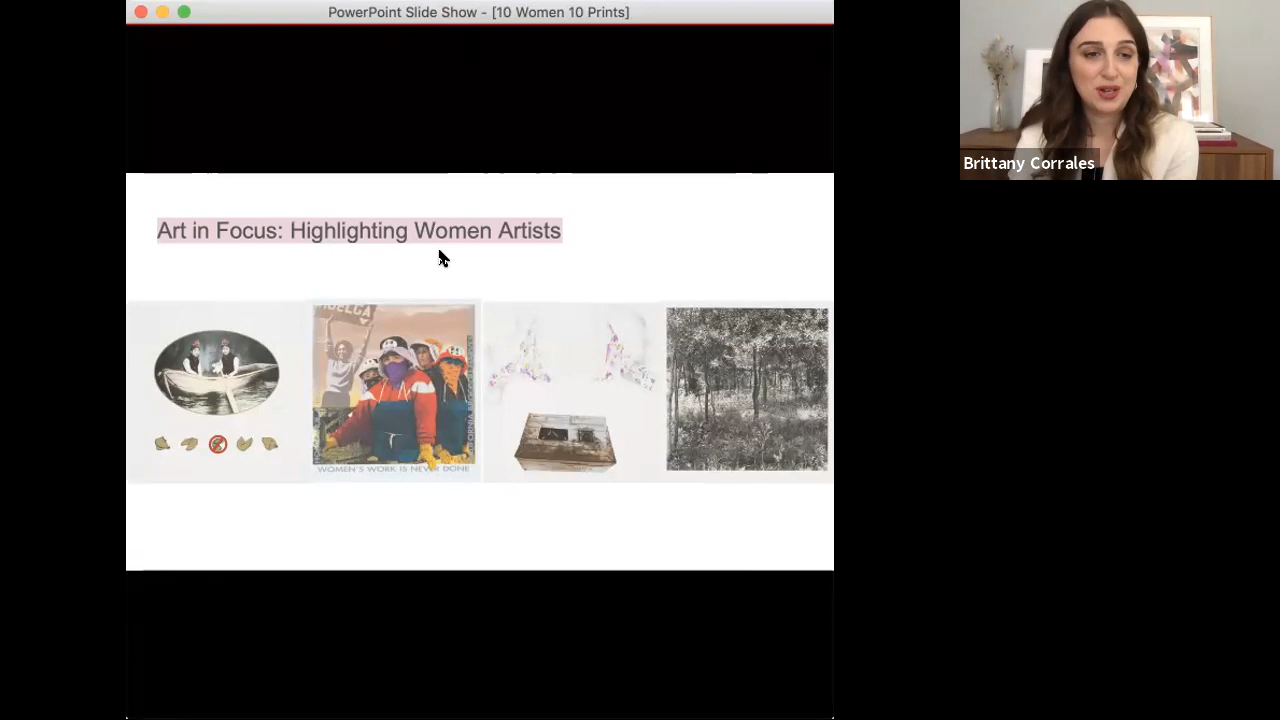 PowerPoint Slide Show - [10 Women 10 Prints]
Brittany Corrales
Art in Focus: Highlighting Women Artists
WOMEN'S WORK IS NEVER DONE